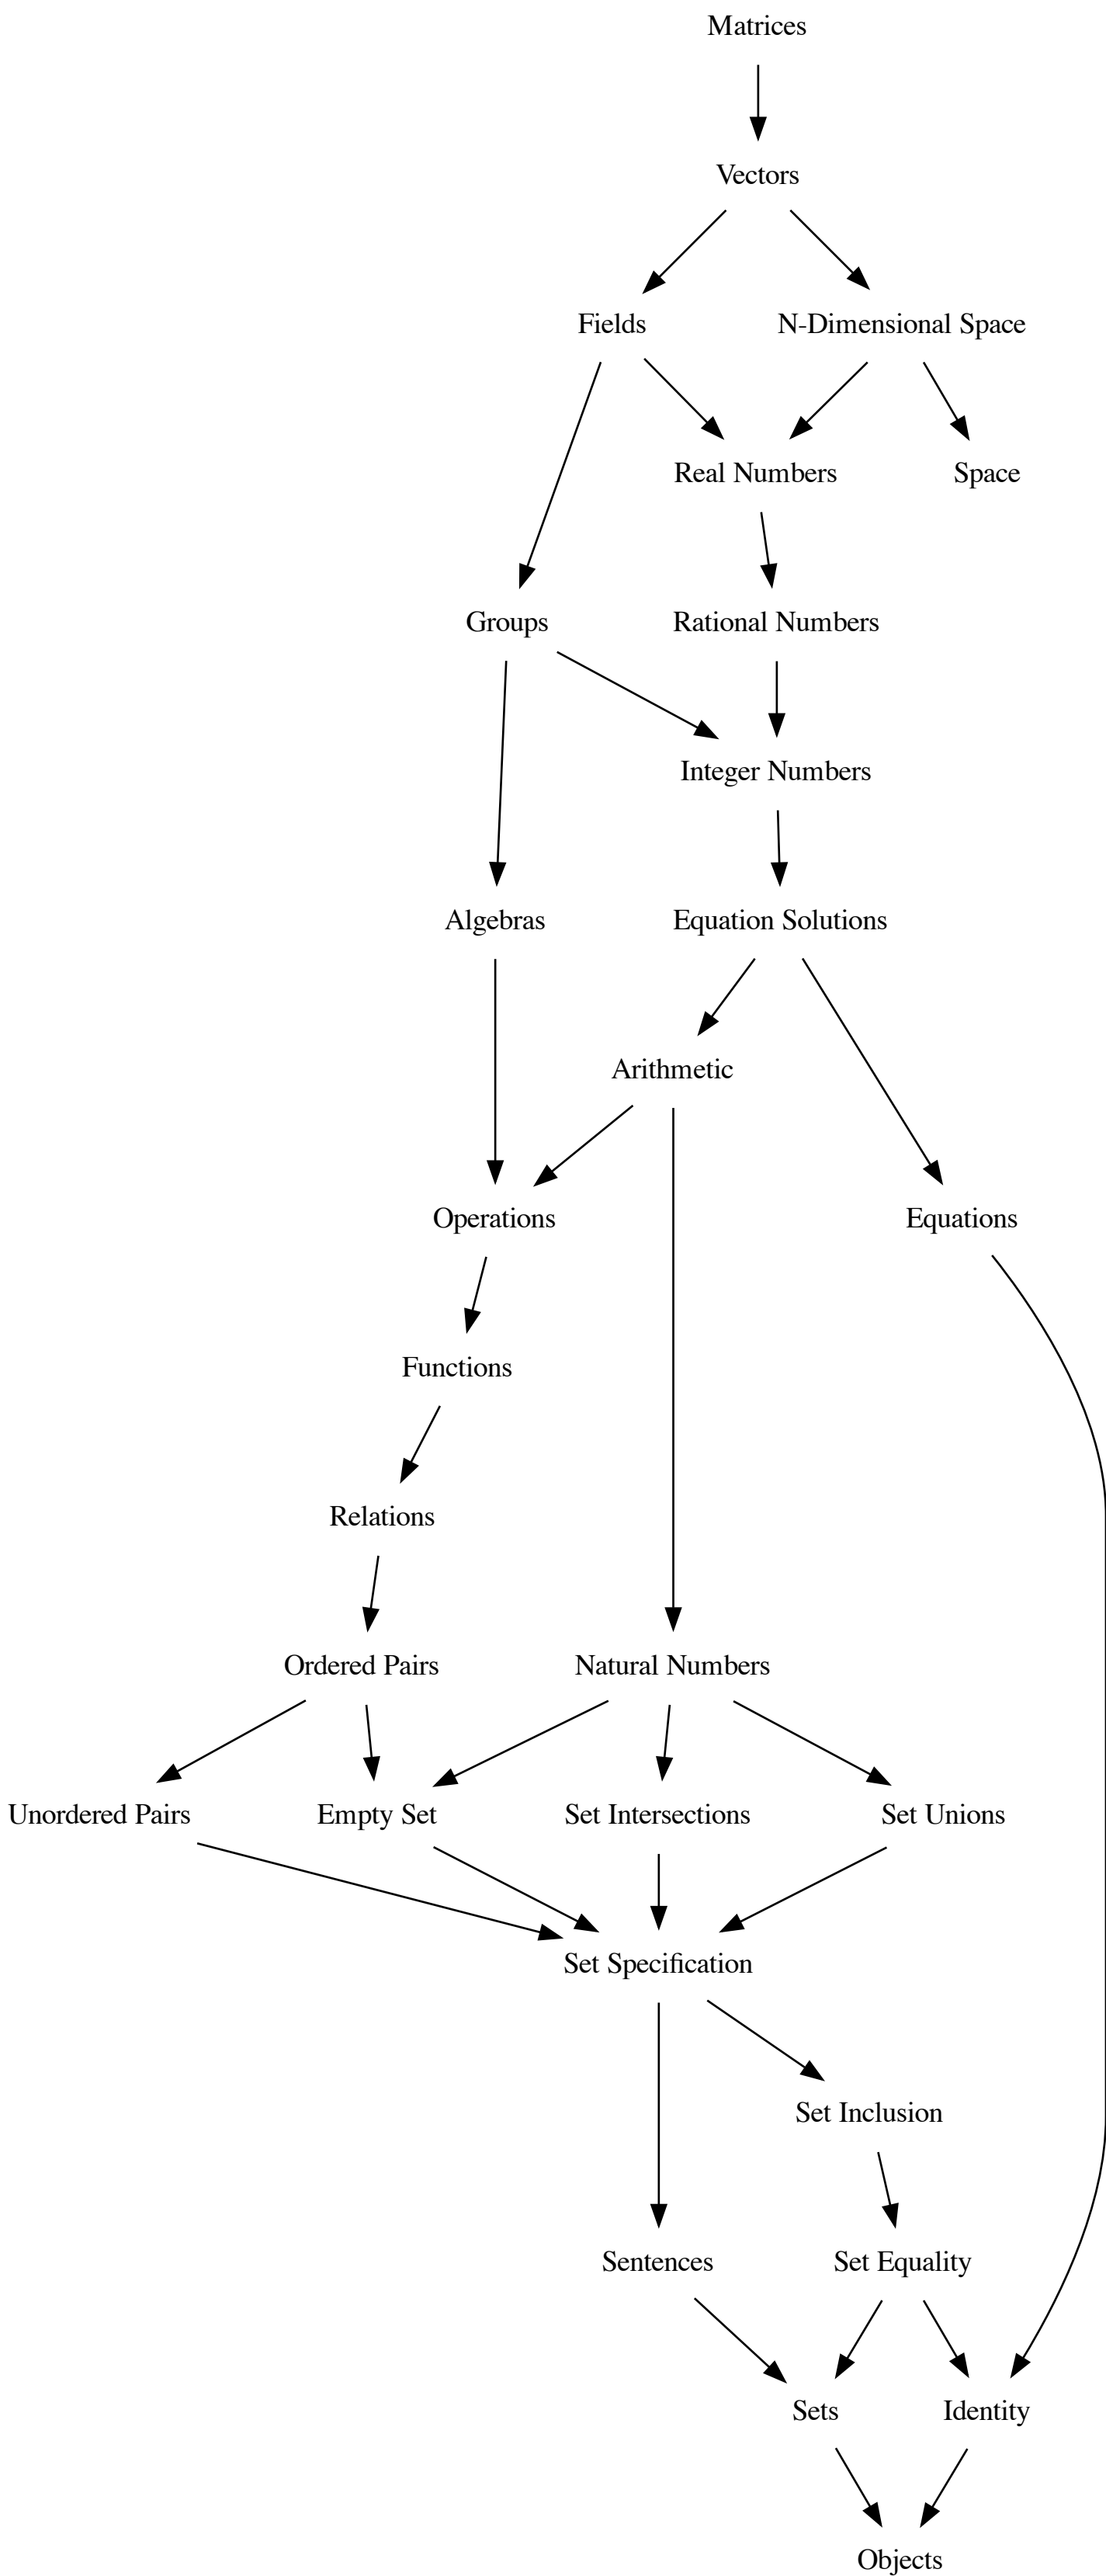 Matrices
Vectors
Fields
N-Dimensional Space
Real Numbers
Space
Groups
Rational Numbers
Integer Numbers
Algebras
Equation Solutions
Arithmetic
Operations
Equations
Functions
Relations
Ordered Pairs
Natural Numbers
Unordered Pairs
Empty Set
Set Intersections
Set Unions
Set Specification
Set Inclusion
Sentences
Set Equality
Sets
Identity
Objects